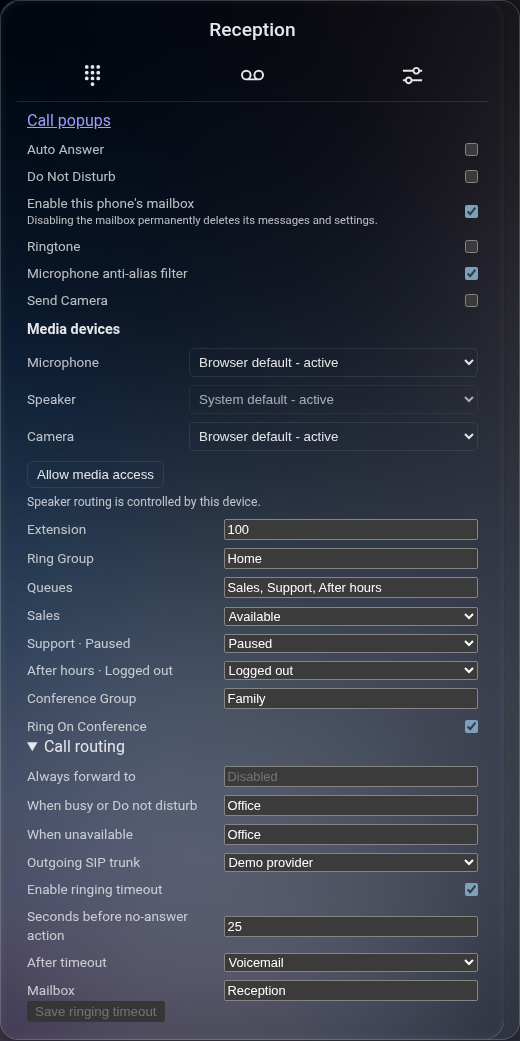 Reception
Call popups
Auto Answer
Do Not Disturb
Enable this phone's mailbox
Disabling the mailbox permanently deletes its messages and settings.
Ringtone
Microphone anti-alias filter
Send Camera
Media devices
Microphone Browser default - active
Speaker System default - active
Camera Browser default - active
Allow media access
Speaker routing is controlled by this device.
Extension 100
Ring Group Home
Queues Sales, Support, After hours
Sales Available
Support · Paused Paused
After hours · Logged out Logged out
Conference Group Family
Ring On Conference
▼ Call routing
Always forward to Disabled
When busy or Do not disturb Office
When unavailable Office
Outgoing SIP trunk Demo provider
Enable ringing timeout
Seconds before no-answer
action 25
After timeout Voicemail
Mailbox Reception
Save ringing timeout